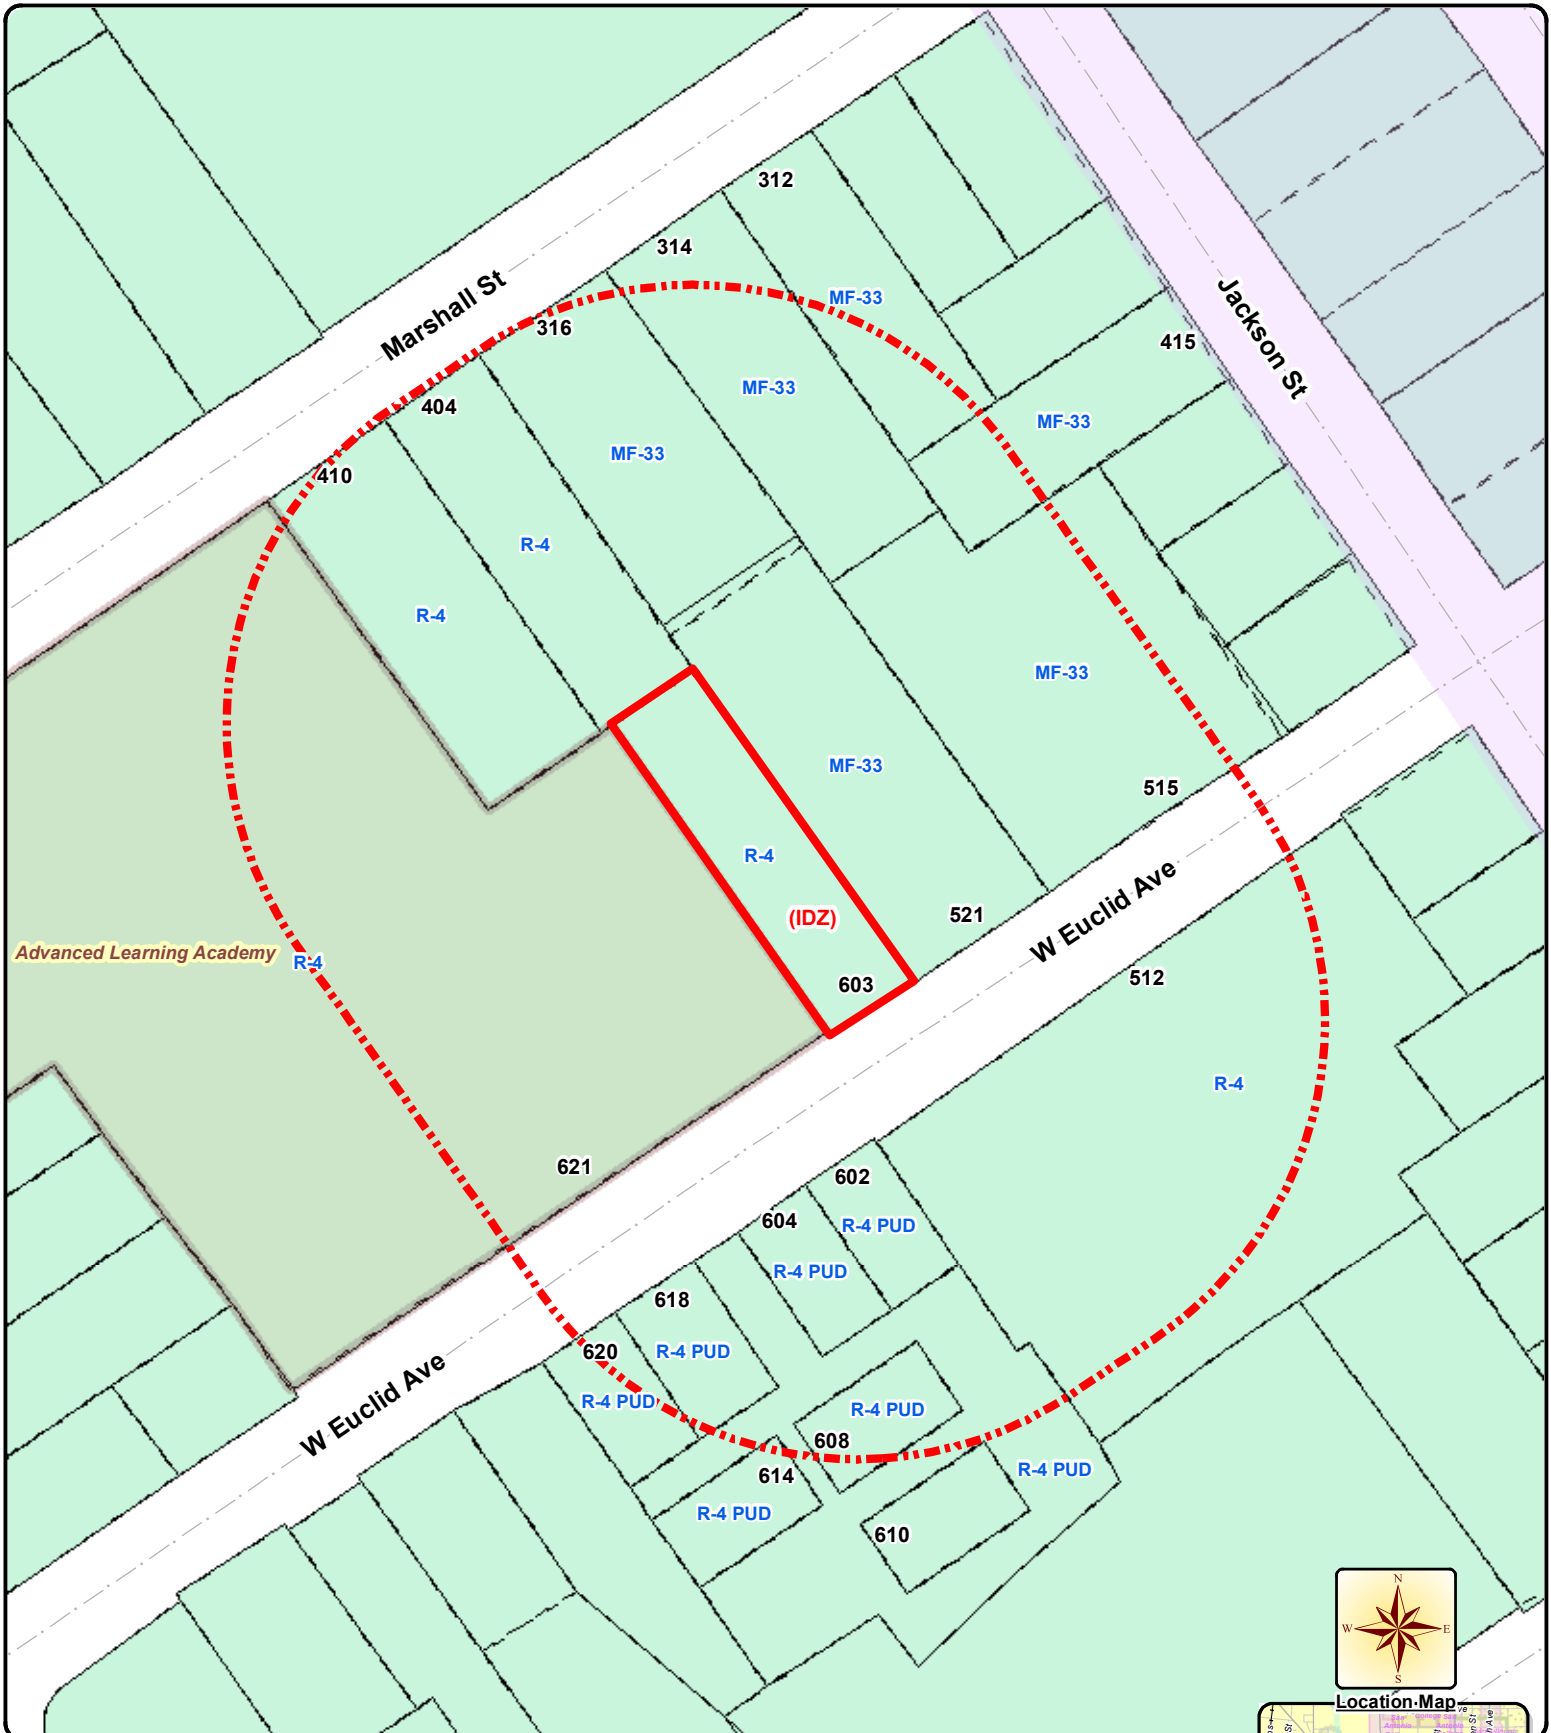 312
314
Marshall St
MF-33
Jackson St
316
415
MF-33
404
MF-33
MF-33
410
R-4
R-4
MF-33
MF-33
515
R-4
W Euclid Ave
(IDZ)
521
Advanced Learning Academy
R-4
603
512
R-4
621
602
604
R-4 PUD
R-4 PUD
618
620
R-4 PUD
W Euclid Ave
R-4 PUD
R-4 PUD
608
614
R-4 PUD
R-4 PUD
610
N
W
E
S
Location Map
San
Antonio
St